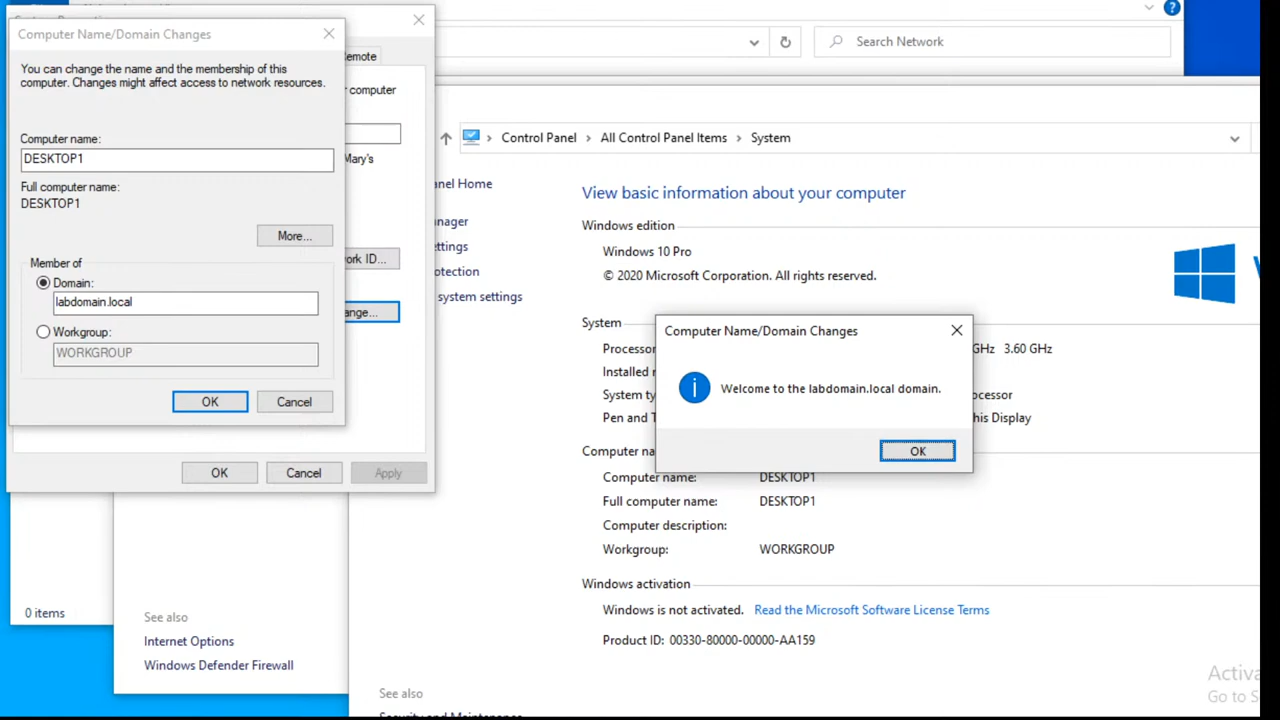 Computer Name/Domain Changes
You can change the name and the membership of this
computer. Changes might affect access to network resources.
Computer name:
DESKTOP1
Full computer name:
DESKTOP1
More...
Member of
Domain:
labdomain.local
Workgroup:
WORKGROUP
OK
Cancel
emote
r computer
Mary's
ork ID...
ange...
OK
Cancel
Apply
0 items
See also
Internet Options
Windows Defender Firewall
Search Network
Control Panel
All Control Panel Items
System
anel Home
nager
ettings
otection
system settings
View basic information about your computer
Windows edition
Windows 10 Pro
© 2020 Microsoft Corporation. All rights reserved.
System
Processor
GHz 3.60 GHz
Installed r
System ty
ocessor
Pen and T
his Display
Computer Name/Domain Changes
Welcome to the labdomain.local domain.
OK
Computer na
Computer name: DESKTOP1
Full computer name: DESKTOP1
Computer description:
Workgroup: WORKGROUP
Windows activation
Windows is not activated. Read the Microsoft Software License Terms
Product ID: 00330-80000-00000-AA159
See also
Activa
Go to S